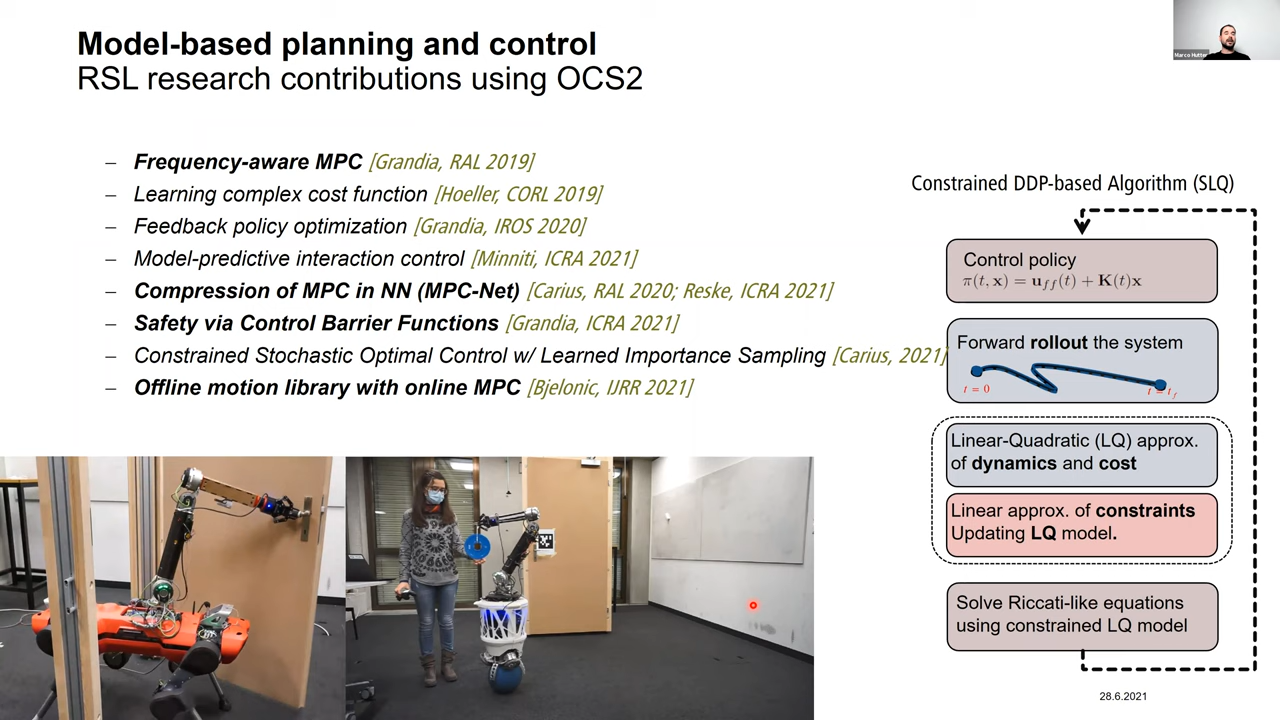 Model-based planning and control
RSL research contributions using OCS2
Marco Hutter
– Frequency-aware MPC [Grandia, RAL 2019]
– Learning complex cost function [Hoeller, CORL 2019]
– Feedback policy optimization [Grandia, IROS 2020]
– Model-predictive interaction control [Minniti, ICRA 2021]
– Compression of MPC in NN (MPC-Net) [Carius, RAL 2020; Reske, ICRA 2021]
– Safety via Control Barrier Functions [Grandia, ICRA 2021]
– Constrained Stochastic Optimal Control w/ Learned Importance Sampling [Carius, 2021]
– Offline motion library with online MPC [Bjelonic, IJRR 2021]
Constrained DDP-based Algorithm (SLQ)
Control policy
π(t, x) = u_ff(t) + K(t)x
Forward rollout the system
t = 0
t = t_f
Linear-Quadratic (LQ) approx.
of dynamics and cost
Linear approx. of constraints
Updating LQ model.
Solve Riccati-like equations
using constrained LQ model
28.6.2021